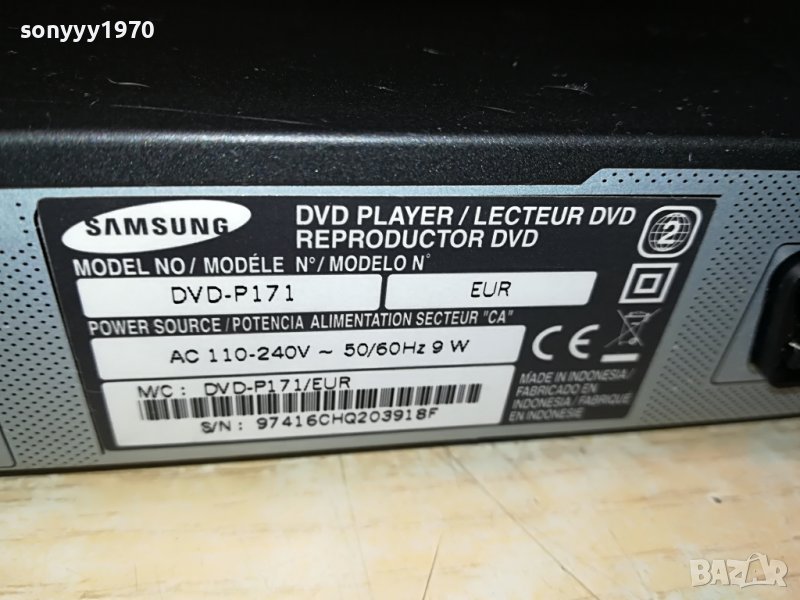 sonyyy1970
SAMSUNG
DVD PLAYER / LECTEUR DVD
REPRODUCTOR DVD
2
MODEL NO / MODÉLE N°/ MODELO N°
DVD-P171
EUR
POWER SOURCE / POTENCIA ALIMENTATION SECTEUR "CA"
AC 110-240V ~ 50/60Hz 9 W
CE
M/C : DVD-P171/EUR
S/N : 97416CHQ203918F
MADE IN INDONESIA /
FABRICADO EN
INDONESIA / FABRIQUE
EN INDONESIE
BAZAR